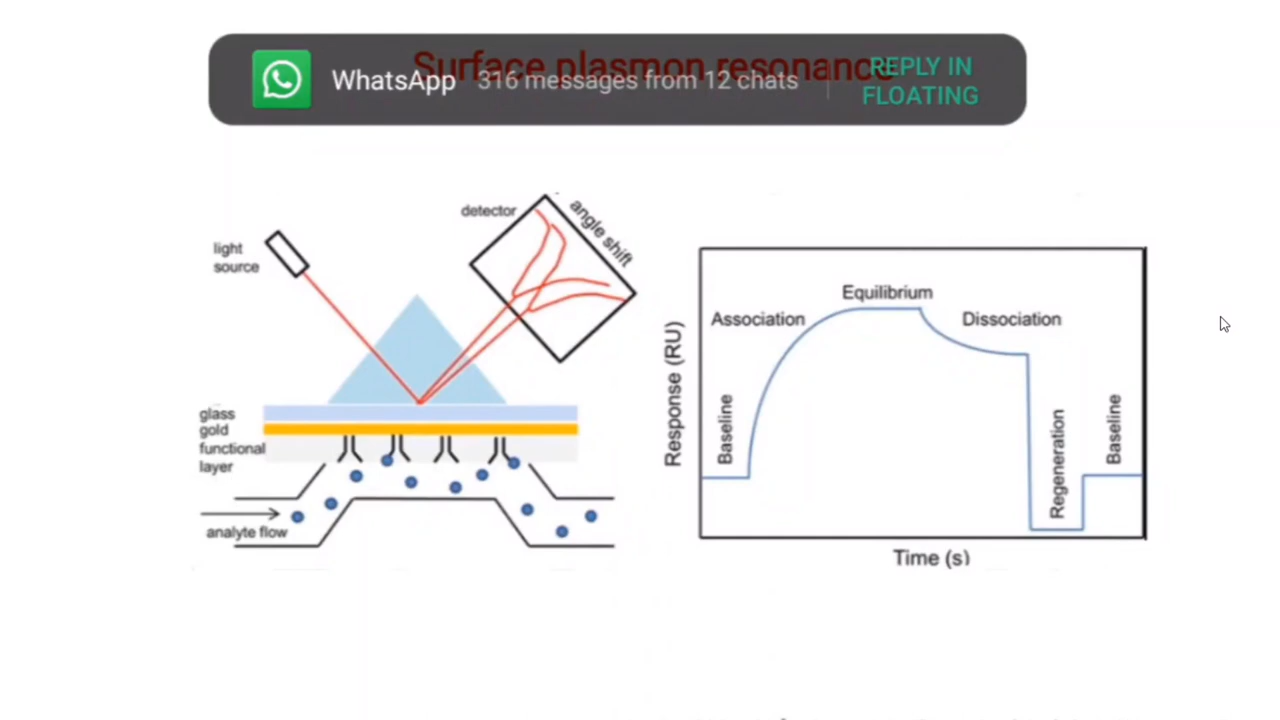 Surface plasmon resonance
WhatsApp 316 messages from 12 chats
REPLY IN
FLOATING
detector
angle shift
light
source
glass
gold
functional
layer
analyte flow
Response (RU)
Baseline
Association
Equilibrium
Dissociation
Regeneration
Baseline
Time (s)